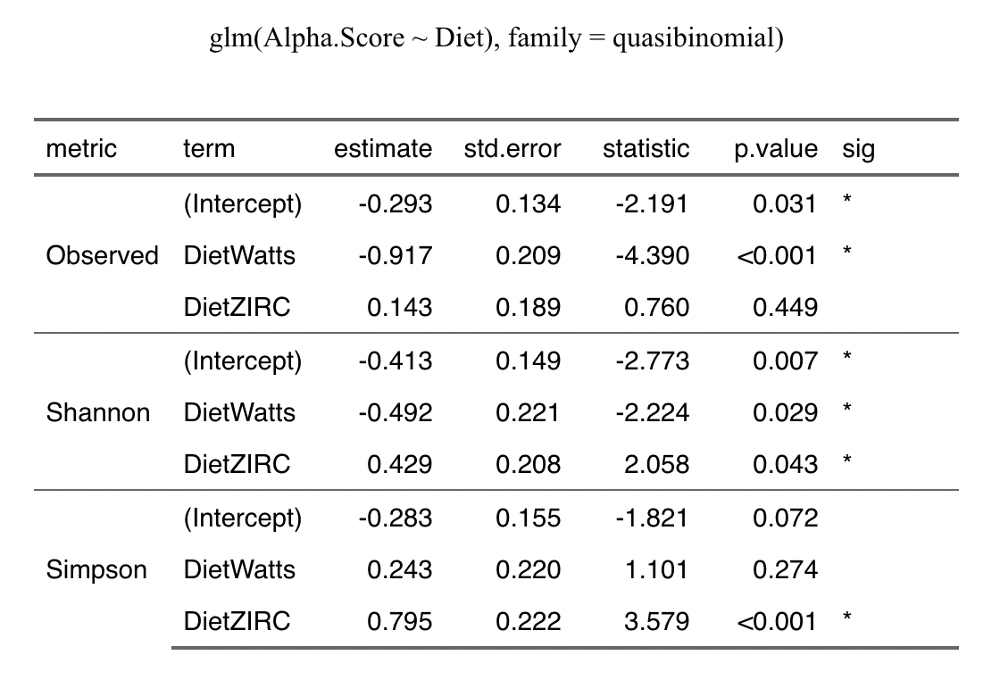 glm(Alpha.Score ~ Diet), family = quasibinomial)
metric term estimate std.error statistic p.value sig
(Intercept) -0.293 0.134 -2.191 0.031 *
Observed DietWatts -0.917 0.209 -4.390 <0.001 *
DietZIRC 0.143 0.189 0.760 0.449
(Intercept) -0.413 0.149 -2.773 0.007 *
Shannon DietWatts -0.492 0.221 -2.224 0.029 *
DietZIRC 0.429 0.208 2.058 0.043 *
(Intercept) -0.283 0.155 -1.821 0.072
Simpson DietWatts 0.243 0.220 1.101 0.274
DietZIRC 0.795 0.222 3.579 <0.001 *